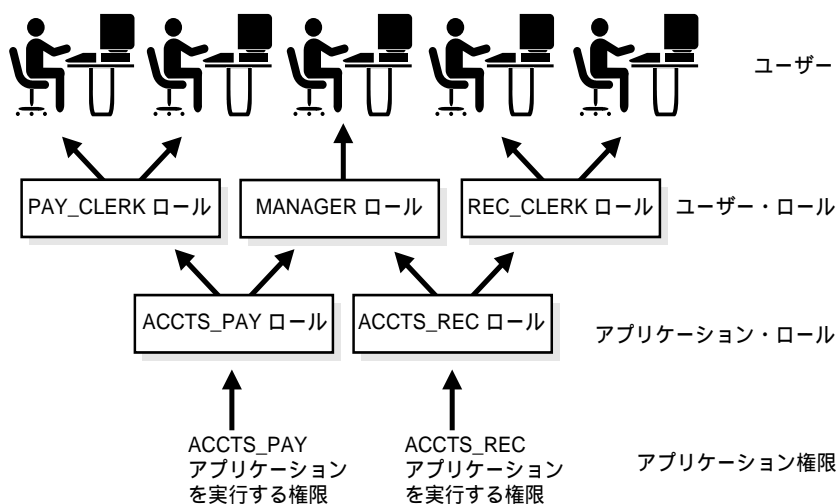 ユーザー
PAY_CLERK ロール
MANAGER ロール
REC_CLERK ロール
ユーザー・ロール
ACCTS_PAY ロール
ACCTS_REC ロール
アプリケーション・ロール
ACCTS_PAY
アプリケーション
を実行する権限
ACCTS_REC
アプリケーション
を実行する権限
アプリケーション権限